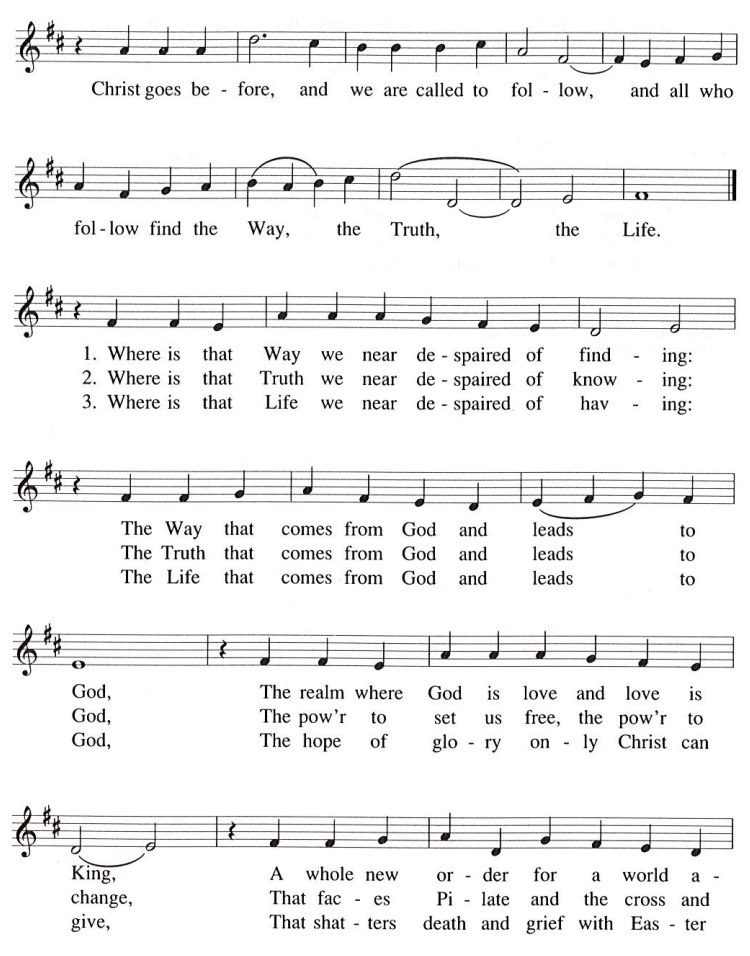 Christ goes be - fore, and we are called to fol - low, and all who
fol - low find the Way, the Truth, the Life.
1. Where is that Way we near de - spaired of find - ing:
2. Where is that Truth we near de - spaired of know - ing:
3. Where is that Life we near de - spaired of hav - ing:
The Way that comes from God and leads to
The Truth that comes from God and leads to
The Life that comes from God and leads to
God, The realm where God is love and love is
God, The pow'r to set us free, the pow'r to
God, The hope of glo - ry on - ly Christ can
King, A whole new or - der for a world a -
change, That fac - es Pi - late and the cross and
give, That shat - ters death and grief with Eas - ter